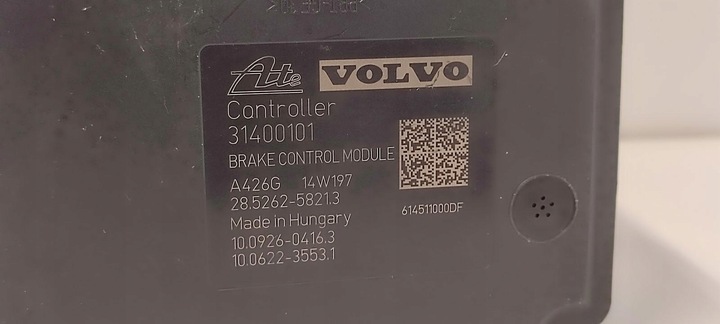 Ate VOLVO
Controller
31400101
BRAKE CONTROL MODULE
A426G 14W197
28.5262-5821.3
Made in Hungary
10.0926-0416.3
10.0622-3553.1
614511000DF